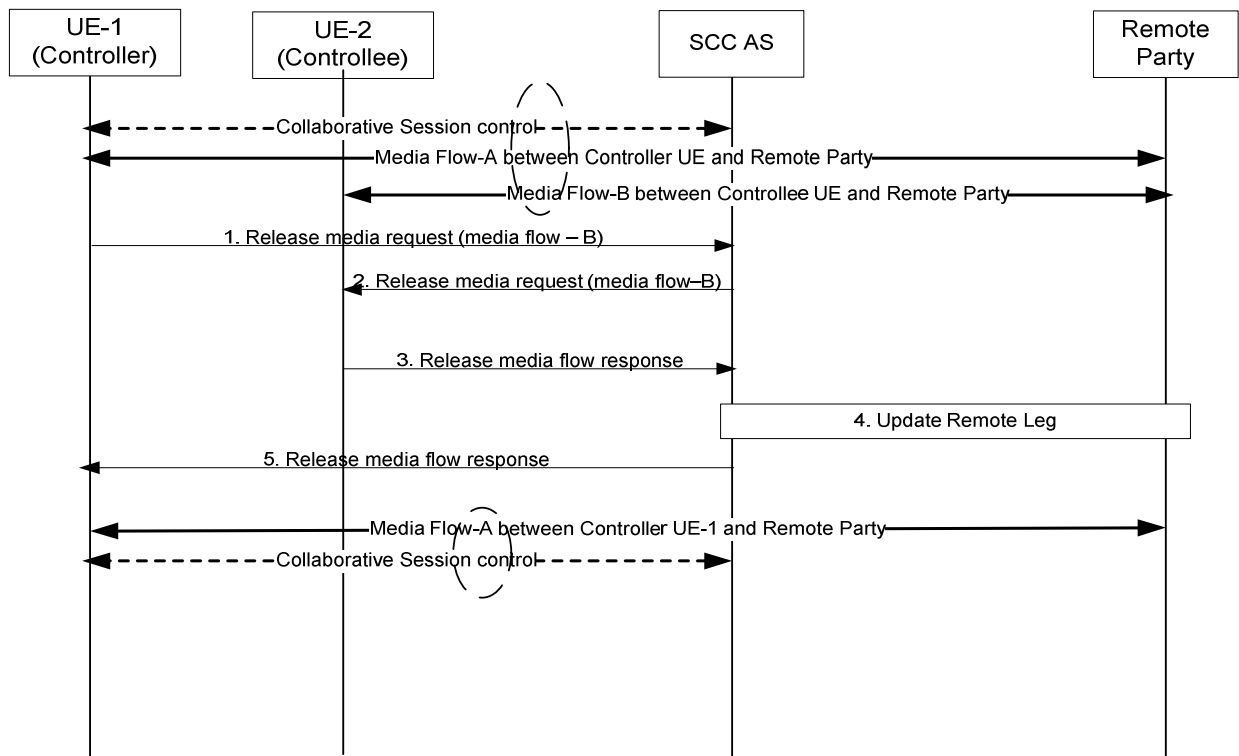 UE-1
(Controller)
UE-2
(Controllee)
SCC AS
Remote
Party
Collaborative Session control
Media Flow-A between Controller UE and Remote Party
Media Flow-B between Controllee UE and Remote Party
1. Release media request (media flow – B)
2. Release media request (media flow–B)
3. Release media flow response
4. Update Remote Leg
5. Release media flow response
Media Flow-A between Controller UE-1 and Remote Party
Collaborative Session control